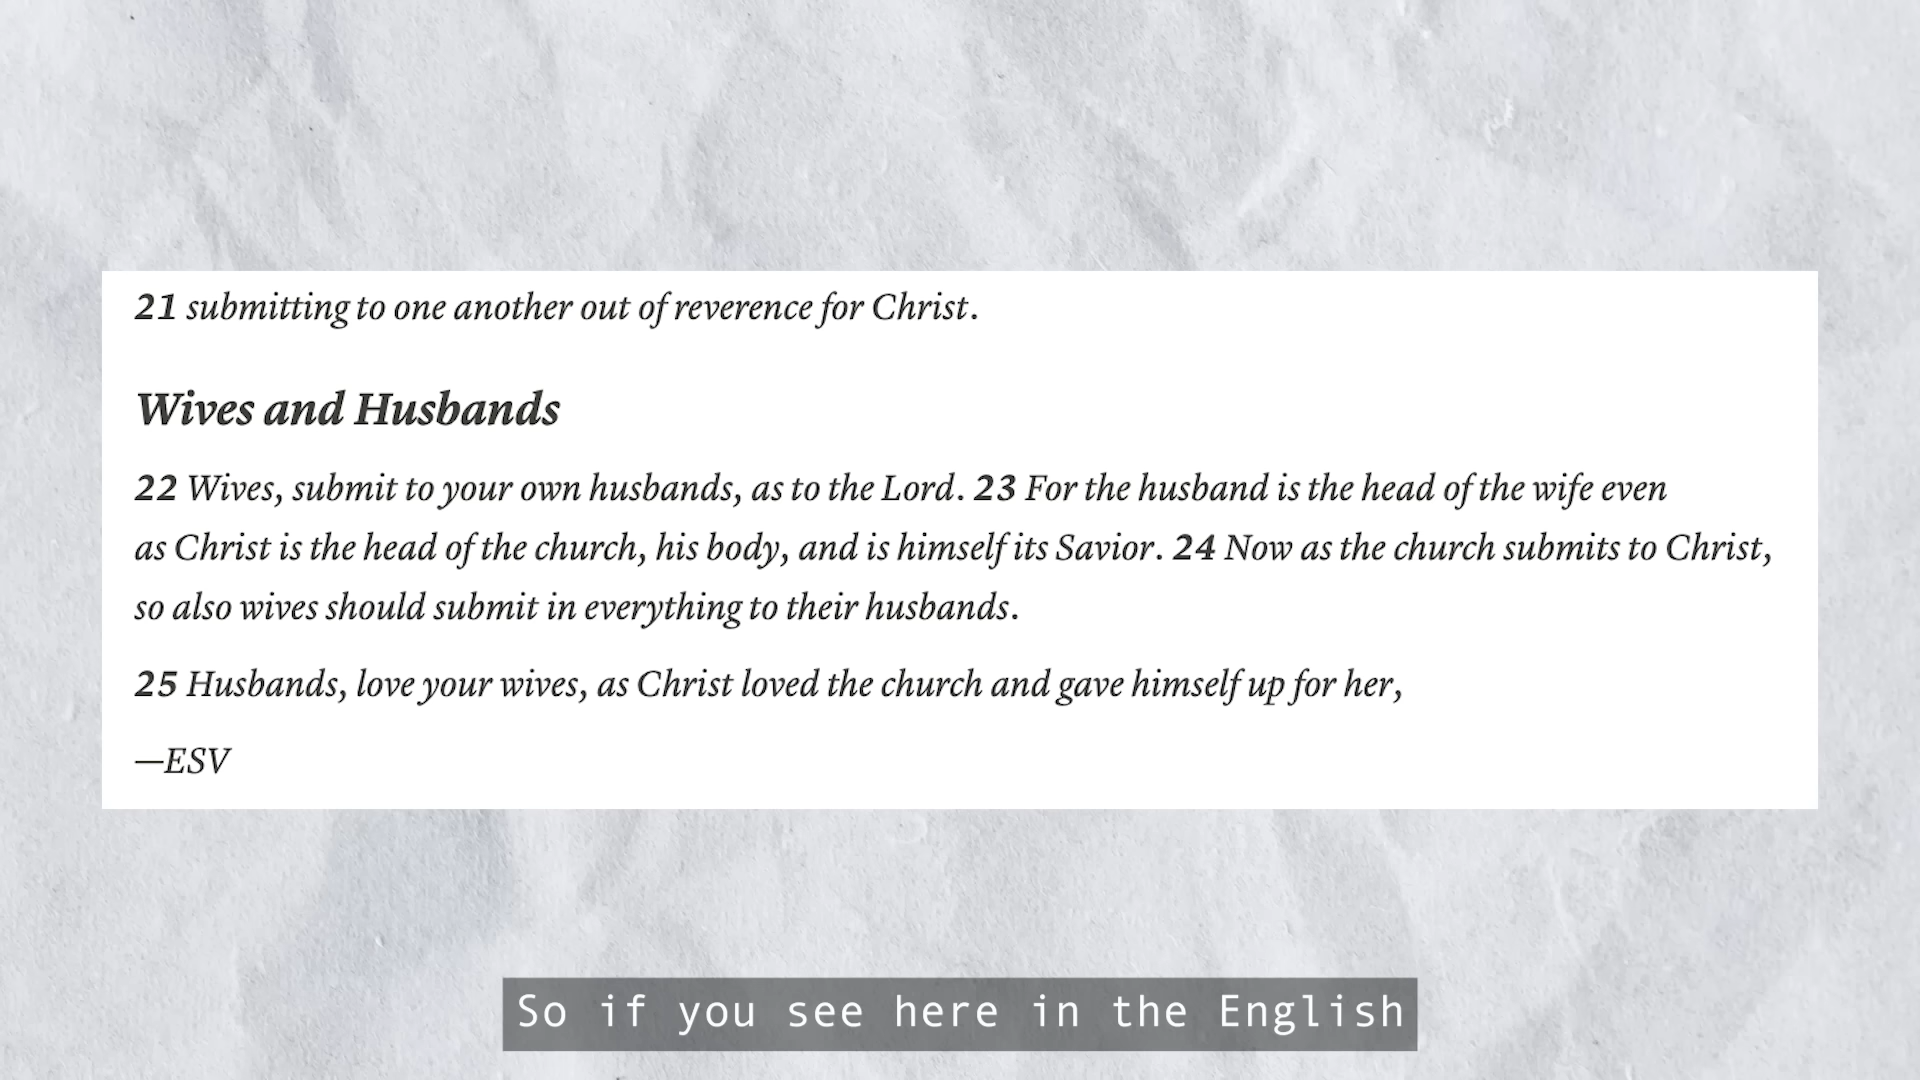 21 submitting to one another out of reverence for Christ.
Wives and Husbands
22 Wives, submit to your own husbands, as to the Lord. 23 For the husband is the head of the wife even
as Christ is the head of the church, his body, and is himself its Savior. 24 Now as the church submits to Christ,
so also wives should submit in everything to their husbands.
25 Husbands, love your wives, as Christ loved the church and gave himself up for her,
—ESV
So if you see here in the English